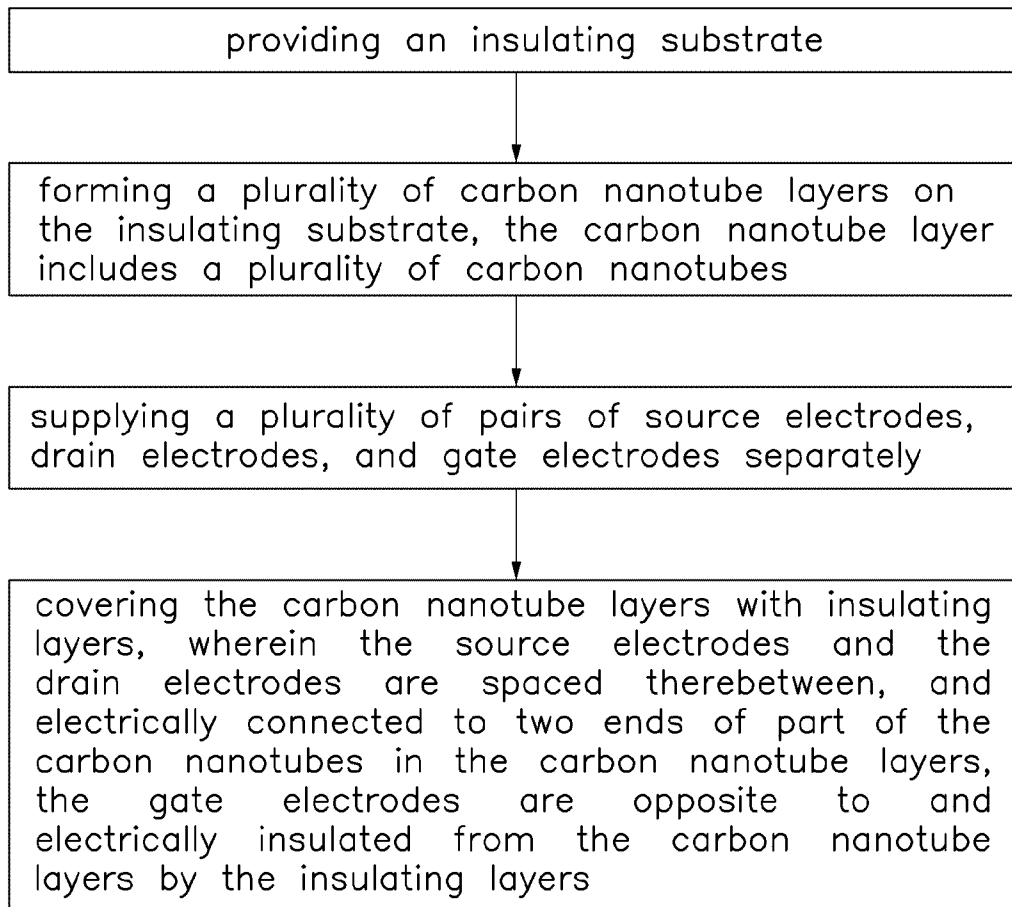 providing an insulating substrate
forming a plurality of carbon nanotube layers on
the insulating substrate, the carbon nanotube layer
includes a plurality of carbon nanotubes
supplying a plurality of pairs of source electrodes,
drain electrodes, and gate electrodes separately
covering the carbon nanotube layers with insulating
layers, wherein the source electrodes and the
drain electrodes are spaced therebetween, and
electrically connected to two ends of part of the
carbon nanotubes in the carbon nanotube layers,
the gate electrodes are opposite to and
electrically insulated from the carbon nanotube
layers by the insulating layers